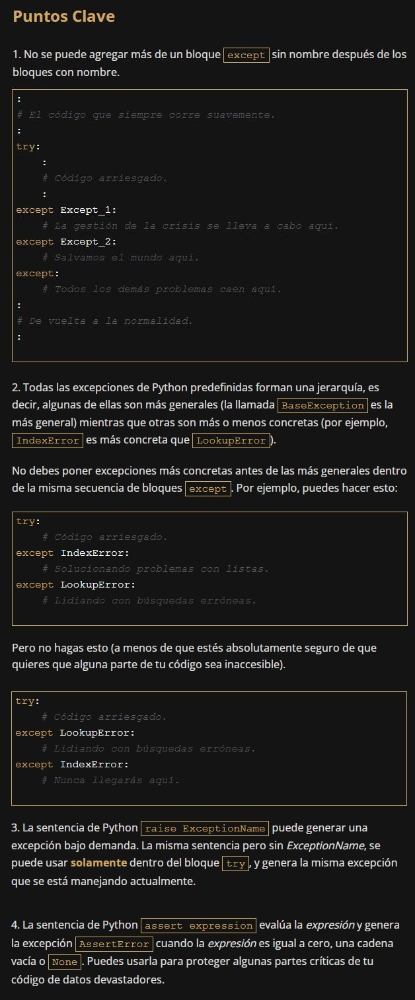 Puntos Clave
1. No se puede agregar más de un bloque except sin nombre después de los
bloques con nombre.
:
# El código que siempre corre suavemente.
:
try:
    :
    # Código arriesgado.
    :
except Except_1:
    # La gestión de la crisis se lleva a cabo aquí.
except Except_2:
    # Salvamos el mundo aquí.
except:
    # Todos los demás problemas caen aquí.
:
# De vuelta a la normalidad.
:
2. Todas las excepciones de Python predefinidas forman una jerarquía, es
decir, algunas de ellas son más generales (la llamada BaseException es la
más general) mientras que otras son más o menos concretas (por ejemplo,
IndexError es más concreta que LookupError).
No debes poner excepciones más concretas antes de las más generales dentro
de la misma secuencia de bloques except. Por ejemplo, puedes hacer esto:
try:
    # Código arriesgado.
except IndexError:
    # Solucionando problemas con listas.
except LookupError:
    # Lidiando con búsquedas erróneas.
Pero no hagas esto (a menos de que estés absolutamente seguro de que
quieres que alguna parte de tu código sea inaccesible).
try:
    # Código arriesgado.
except LookupError:
    # Lidiando con búsquedas erróneas.
except IndexError:
    # Nunca llegarás aquí.
3. La sentencia de Python raise ExceptionName puede generar una
excepción bajo demanda. La misma sentencia pero sin ExceptionName, se
puede usar solamente dentro del bloque try, y genera la misma excepción
que se está manejando actualmente.
4. La sentencia de Python assert expression evalúa la expresión y genera
la excepción AssertError cuando la expresión es igual a cero, una cadena
vacía o None. Puedes usarla para proteger algunas partes críticas de tu
código de datos devastadores.